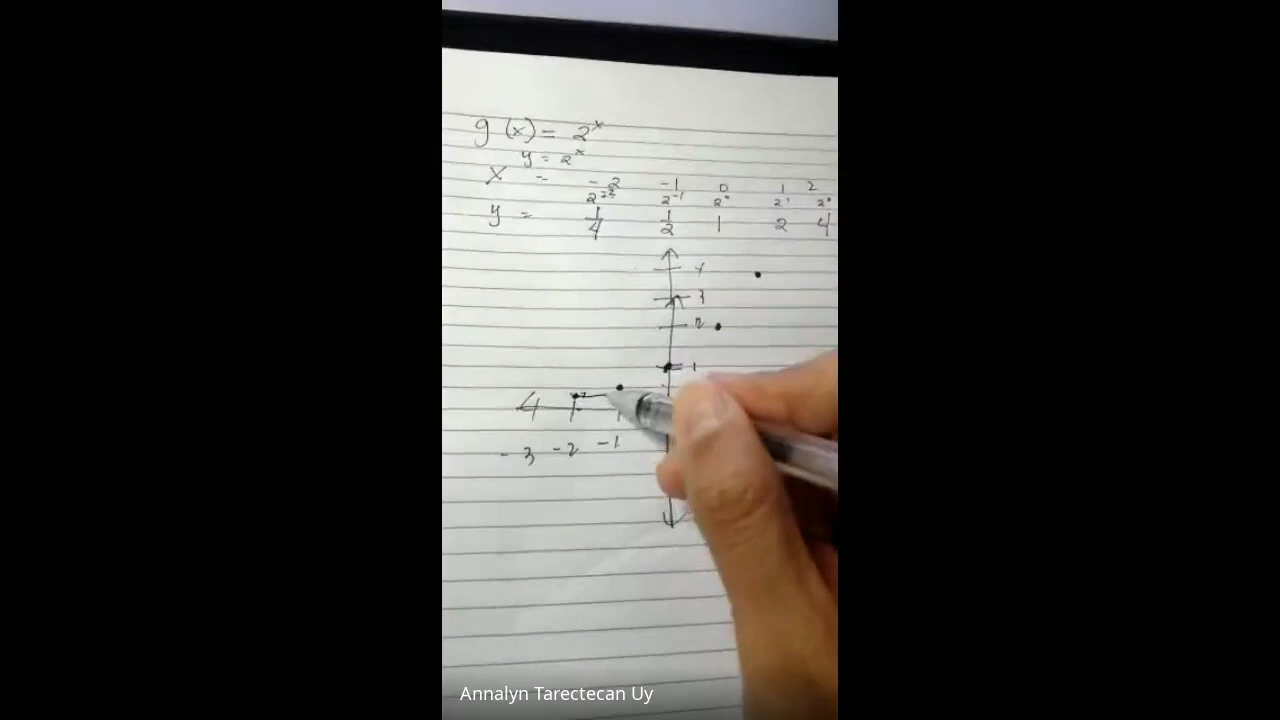 g (x) = 2^x
y = 2^x
X = -2 -1 0 1 2
2^-2 2^-1 2^0 2^1 2^2
y = 1/4 1/2 1 2 4
4
3
2
1
-3 -2 -1
Annalyn Tarectecan Uy